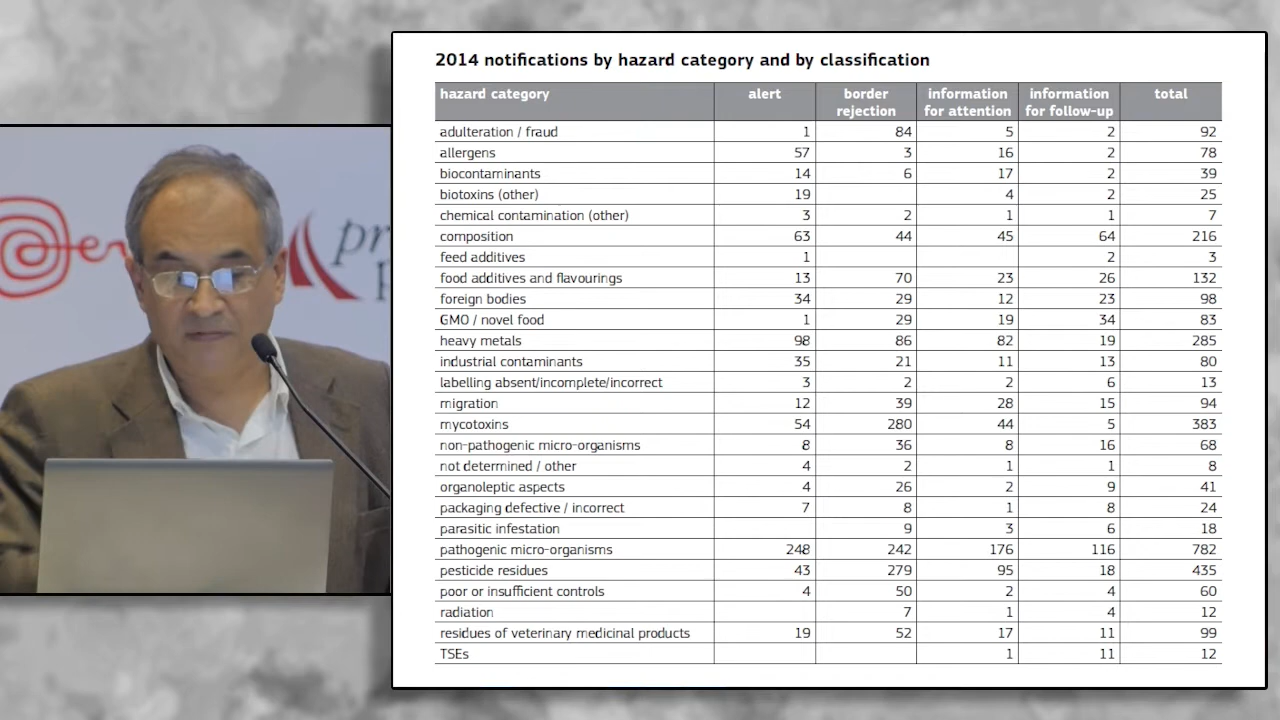 2014 notifications by hazard category and by classification
hazard category alert border rejection information for attention information for follow-up total
adulteration / fraud 1 84 5 2 92
allergens 57 3 16 2 78
biocontaminants 14 6 17 2 39
biotoxins (other) 19 4 2 25
chemical contamination (other) 3 2 1 1 7
composition 63 44 45 64 216
feed additives 1 2 3
food additives and flavourings 13 70 23 26 132
foreign bodies 34 29 12 23 98
GMO / novel food 1 29 19 34 83
heavy metals 98 86 82 19 285
industrial contaminants 35 21 11 13 80
labelling absent/incomplete/incorrect 3 2 2 6 13
migration 12 39 28 15 94
mycotoxins 54 280 44 5 383
non-pathogenic micro-organisms 8 36 8 16 68
not determined / other 4 2 1 1 8
organoleptic aspects 4 26 2 9 41
packaging defective / incorrect 7 8 1 8 24
parasitic infestation 9 3 6 18
pathogenic micro-organisms 248 242 176 116 782
pesticide residues 43 279 95 18 435
poor or insufficient controls 4 50 2 4 60
radiation 7 1 4 12
residues of veterinary medicinal products 19 52 17 11 99
TSEs 1 11 12